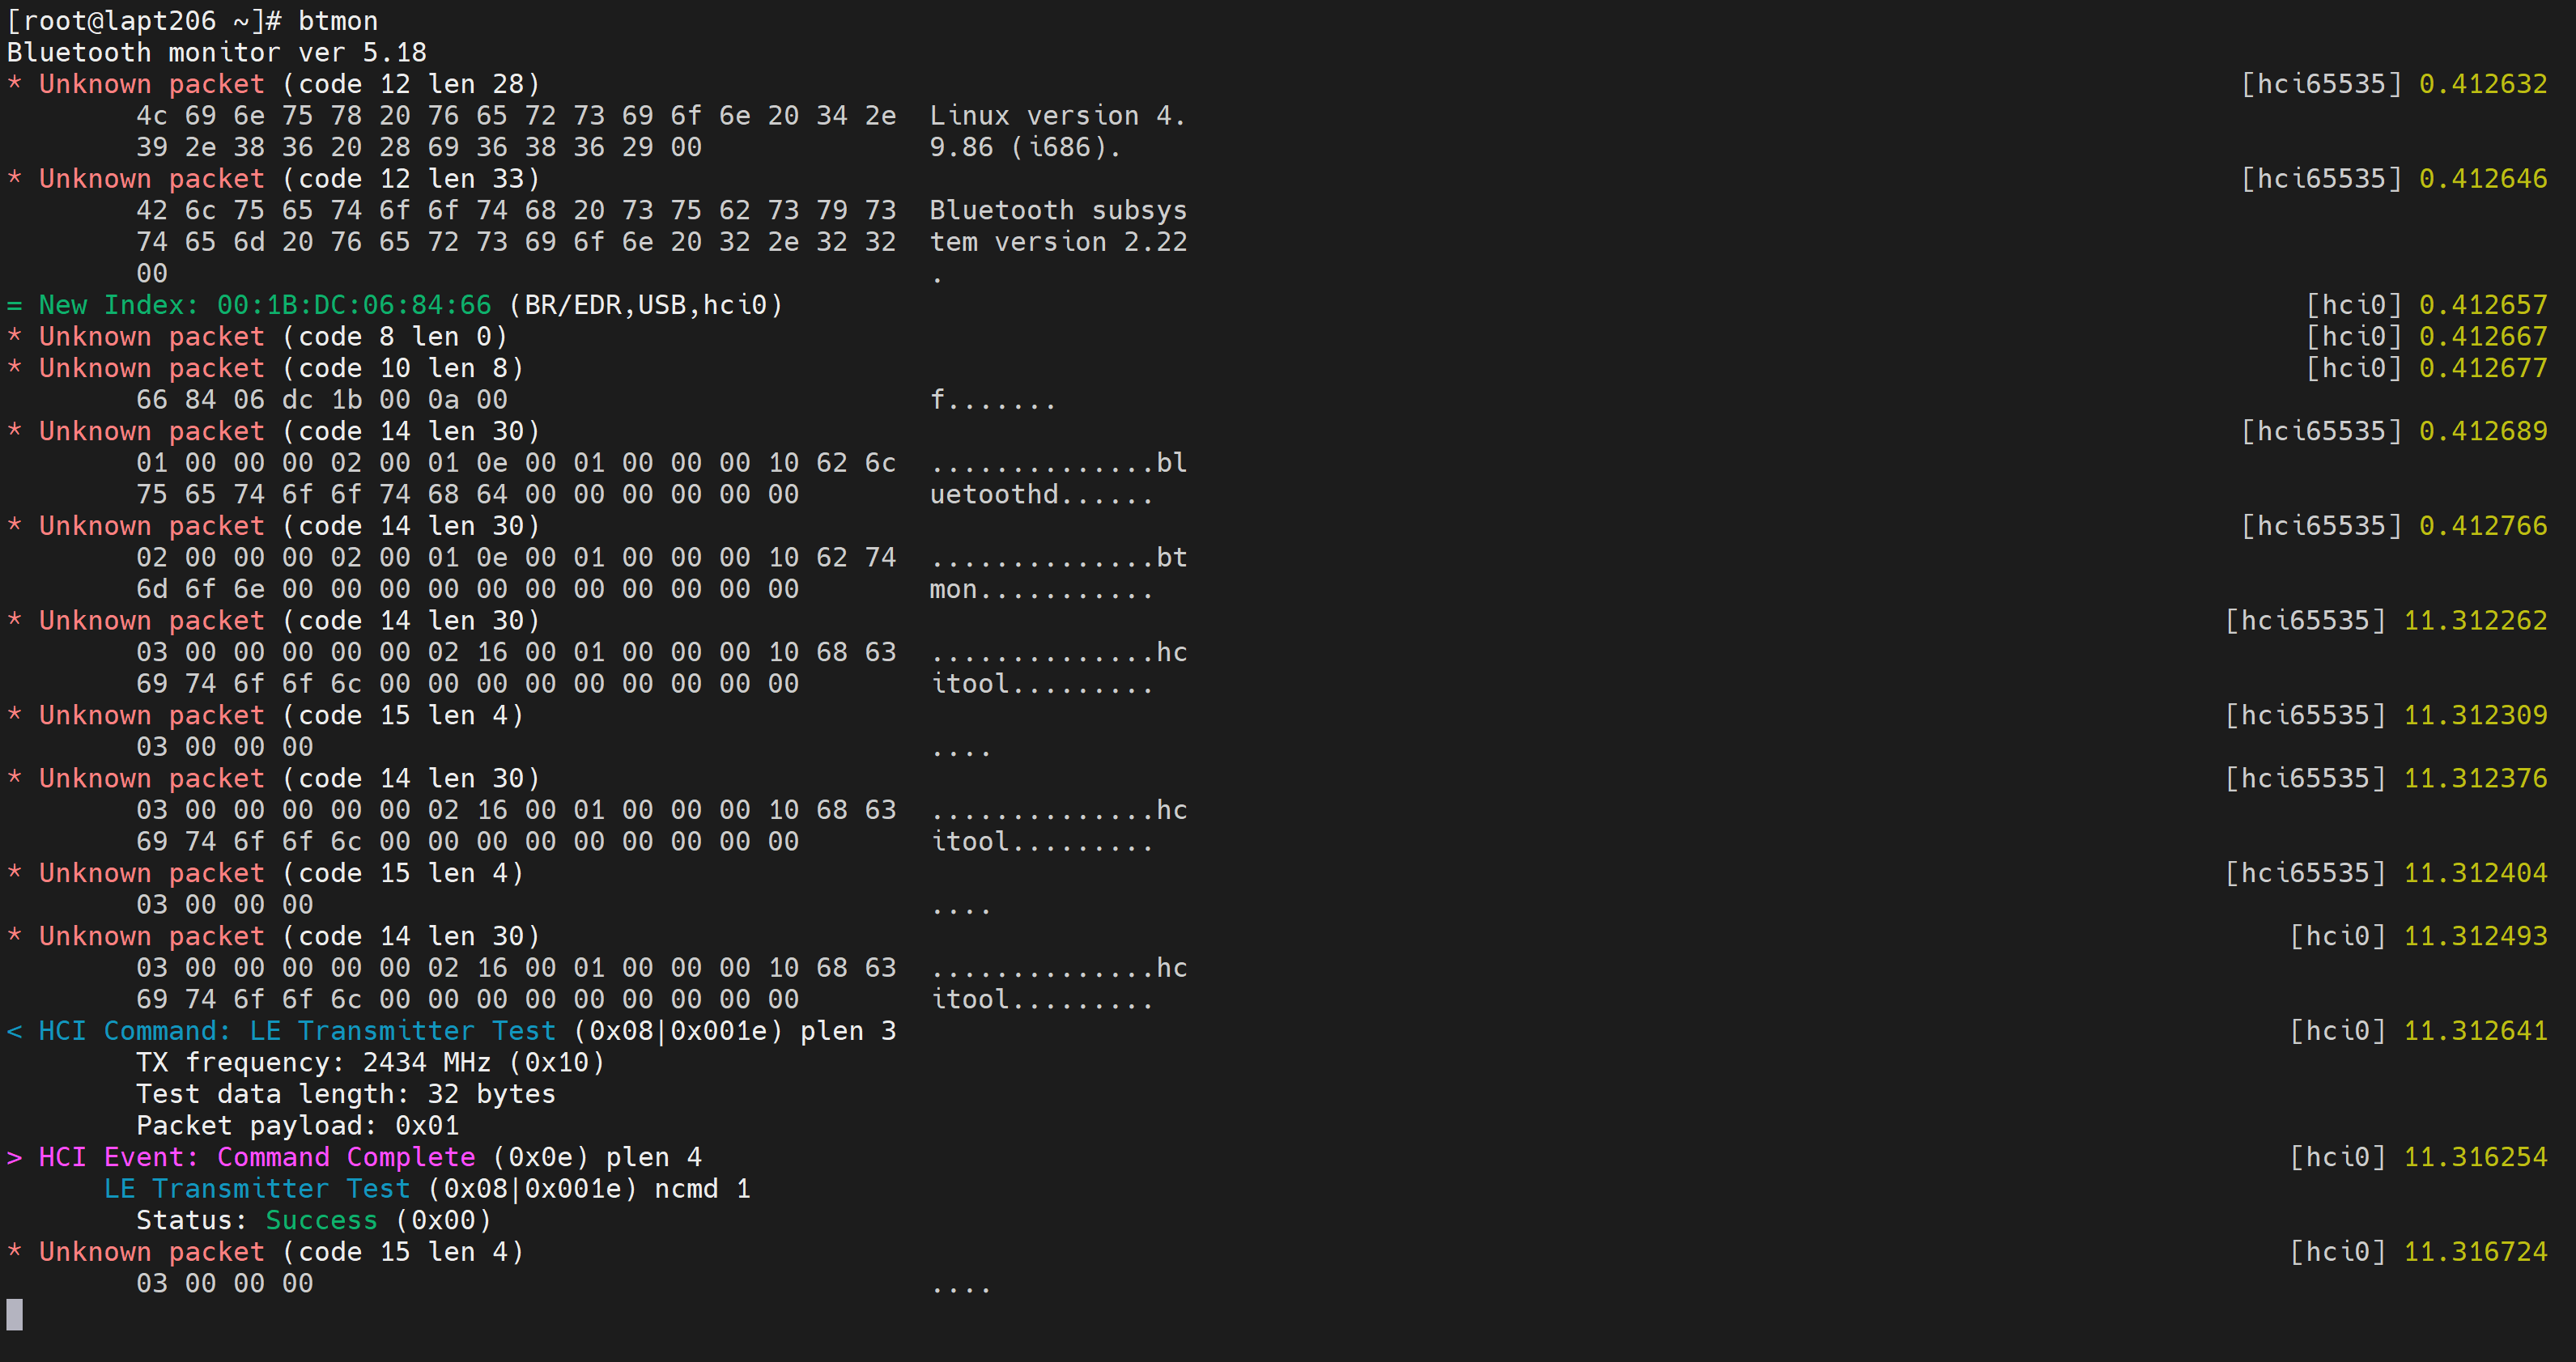 [root@lapt206 ~]# btmon
Bluetooth monitor ver 5.18
* Unknown packet (code 12 len 28) [hci65535] 0.412632
4c 69 6e 75 78 20 76 65 72 73 69 6f 6e 20 34 2e Linux version 4.
39 2e 38 36 20 28 69 36 38 36 29 00 9.86 (i686).
* Unknown packet (code 12 len 33) [hci65535] 0.412646
42 6c 75 65 74 6f 6f 74 68 20 73 75 62 73 79 73 Bluetooth subsys
74 65 6d 20 76 65 72 73 69 6f 6e 20 32 2e 32 32 tem version 2.22
00 .
= New Index: 00:1B:DC:06:84:66 (BR/EDR,USB,hci0) [hci0] 0.412657
* Unknown packet (code 8 len 0) [hci0] 0.412667
* Unknown packet (code 10 len 8) [hci0] 0.412677
66 84 06 dc 1b 00 0a 00 f.......
* Unknown packet (code 14 len 30) [hci65535] 0.412689
01 00 00 00 02 00 01 0e 00 01 00 00 00 10 62 6c ..............bl
75 65 74 6f 6f 74 68 64 00 00 00 00 00 00 uetoothd......
* Unknown packet (code 14 len 30) [hci65535] 0.412766
02 00 00 00 02 00 01 0e 00 01 00 00 00 10 62 74 ..............bt
6d 6f 6e 00 00 00 00 00 00 00 00 00 00 00 mon...........
* Unknown packet (code 14 len 30) [hci65535] 11.312262
03 00 00 00 00 00 02 16 00 01 00 00 00 10 68 63 ..............hc
69 74 6f 6f 6c 00 00 00 00 00 00 00 00 00 itool.........
* Unknown packet (code 15 len 4) [hci65535] 11.312309
03 00 00 00 ....
* Unknown packet (code 14 len 30) [hci65535] 11.312376
03 00 00 00 00 00 02 16 00 01 00 00 00 10 68 63 ..............hc
69 74 6f 6f 6c 00 00 00 00 00 00 00 00 00 itool.........
* Unknown packet (code 15 len 4) [hci65535] 11.312404
03 00 00 00 ....
* Unknown packet (code 14 len 30) [hci0] 11.312493
03 00 00 00 00 00 02 16 00 01 00 00 00 10 68 63 ..............hc
69 74 6f 6f 6c 00 00 00 00 00 00 00 00 00 itool.........
< HCI Command: LE Transmitter Test (0x08|0x001e) plen 3 [hci0] 11.312641
TX frequency: 2434 MHz (0x10)
Test data length: 32 bytes
Packet payload: 0x01
> HCI Event: Command Complete (0x0e) plen 4 [hci0] 11.316254
LE Transmitter Test (0x08|0x001e) ncmd 1
Status: Success (0x00)
* Unknown packet (code 15 len 4) [hci0] 11.316724
03 00 00 00 ....